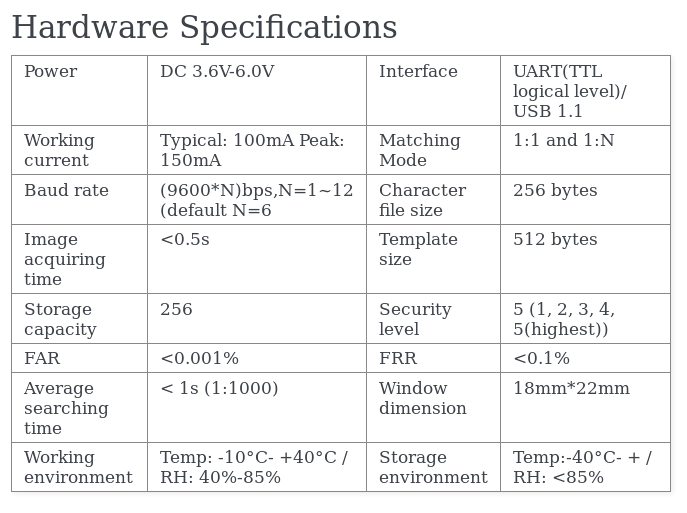 Hardware Specifications
Power
DC 3.6V-6.0V
Interface
UART(TTL
logical level)/
USB 1.1
Working
current
Typical: 100mA Peak:
150mA
Matching
Mode
1:1 and 1:N
Baud rate
(9600*N)bps,N=1~12
(default N=6
Character
file size
256 bytes
Image
acquiring
time
<0.5s
Template
size
512 bytes
Storage
capacity
256
Security
level
5 (1, 2, 3, 4,
5(highest))
FAR
<0.001%
FRR
<0.1%
Average
searching
time
< 1s (1:1000)
Window
dimension
18mm*22mm
Working
environment
Temp: -10°C- +40°C /
RH: 40%-85%
Storage
environment
Temp:-40°C- + /
RH: <85%